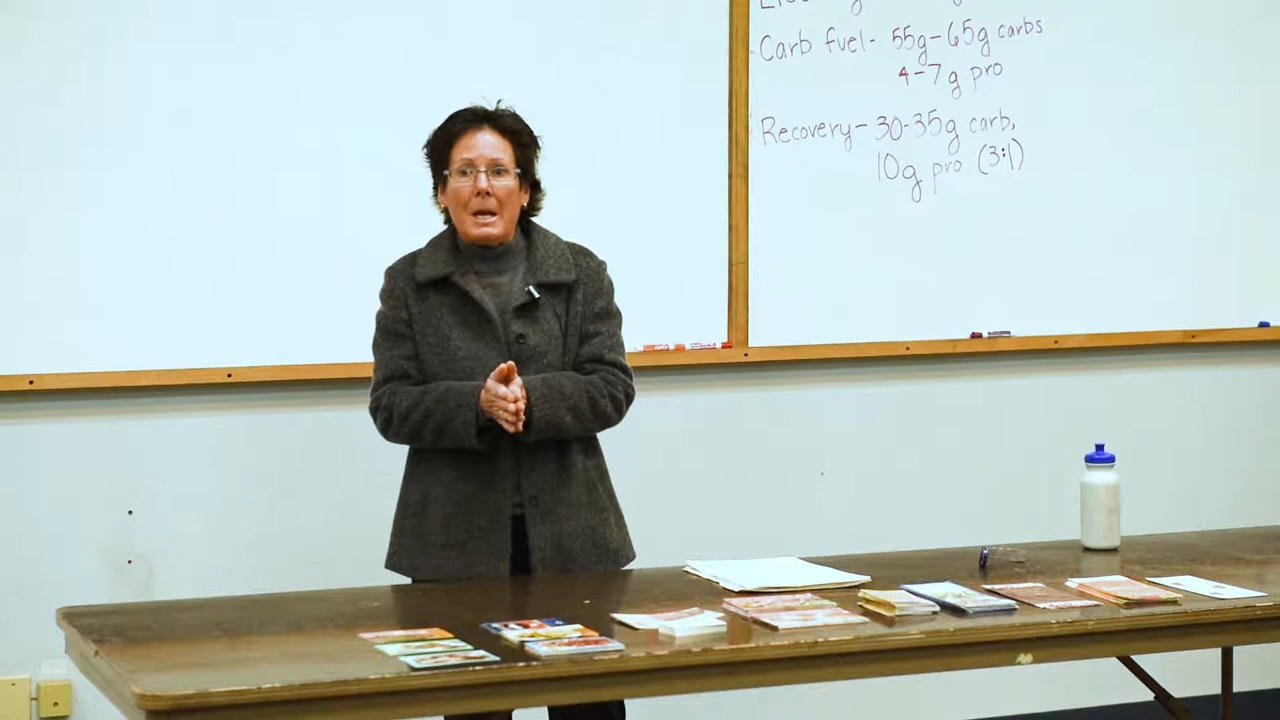 Carb fuel- 55g-65g carbs
4-7g pro
Recovery- 30-35g carb,
10g pro (3:1)